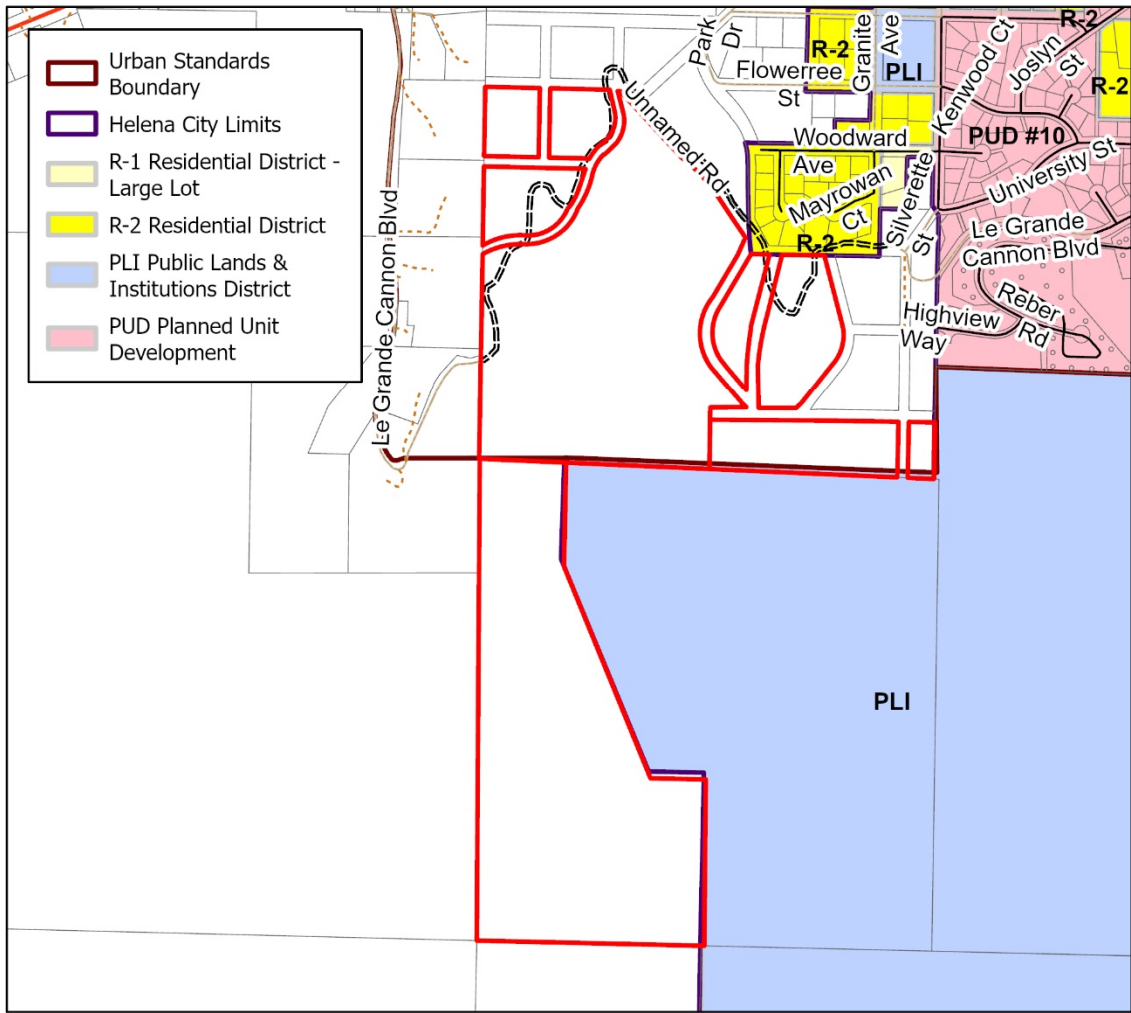 Urban Standards
Boundary
Helena City Limits
R-1 Residential District -
Large Lot
R-2 Residential District
PLI Public Lands &
Institutions District
PUD Planned Unit
Development
Park
Dr
Flowerree
St
R-2
Granite
Ave
PLI
Kenwood Ct
Joslyn
St
R-2
R-2
Unnamed Rd
Woodward
Ave
Mayrowan
Ct
R-2
Silverette
St
PUD #10
University St
Le Grande
Cannon Blvd
Reber
Rd
Highview
Way
Le Grande Cannon Blvd
PLI